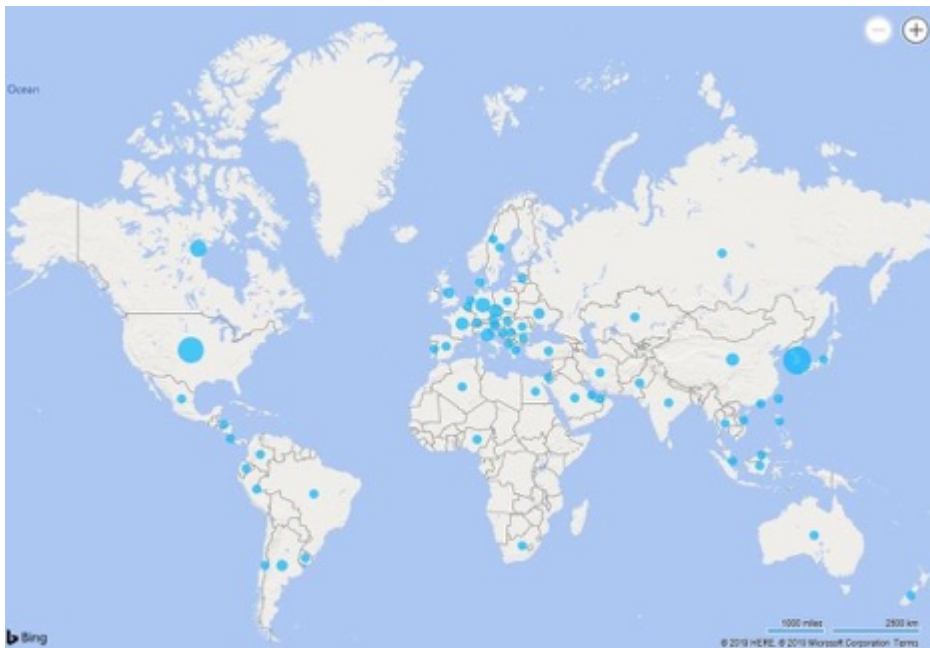 Ocean
Bing
1000 miles
2500 km
© 2019 HERE, © 2019 Microsoft Corporation Terms